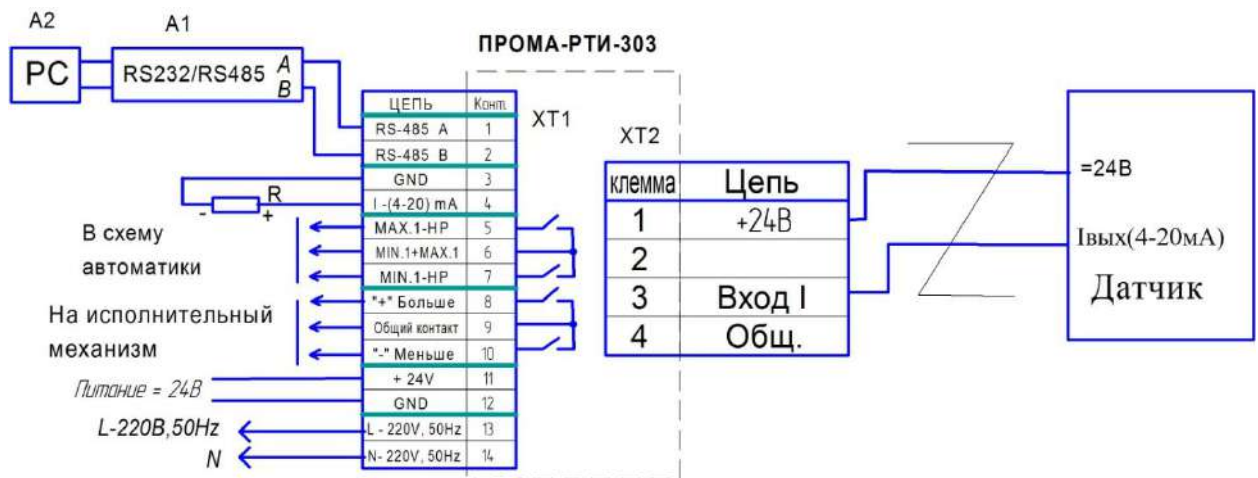 A2
A1
ПРОМА-РТИ-303
PC
RS232/RS485 A
B
ЦЕПЬ Конт.
RS-485 A 1
RS-485 B 2
GND 3
I -(4-20) mA 4
MAX.1-HP 5
MIN.1+MAX.1 6
MIN.1-HP 7
"+" Больше 8
Общий контакт 9
"-" Меньше 10
+ 24V 11
GND 12
L - 220V, 50Hz 13
N- 220V, 50Hz 14
XT1
R
- +
В схему
автоматики
На исполнительный
механизм
Питание = 24В
L-220В,50Hz
N
XT2
клемма Цепь
1 +24В
2
3 Вход I
4 Общ.
=24В
Iвых(4-20мА)
Датчик